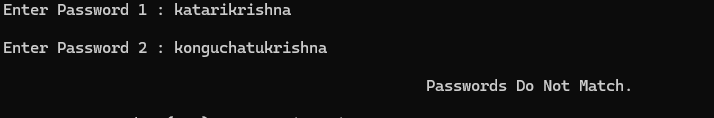 Enter Password 1 : katarikrishna
Enter Password 2 : konguchatukrishna
Passwords Do Not Match.